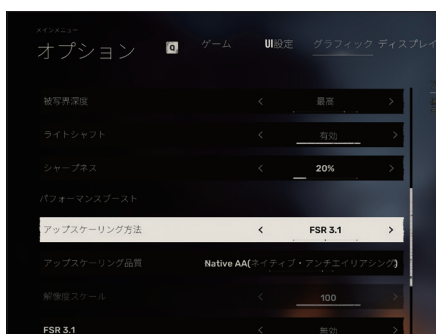 メインメニュー
オプション
Q ゲーム UI設定 グラフィック ディスプレイ
被写界深度 < 最高 >
ライトシャフト < 有効 >
シャープネス < 20% >
パフォーマンスブースト
アップスケーリング方法 < FSR 3.1 >
アップスケーリング品質 Native AA(ネイティブ・アンチエイリアシング)
解像度スケール < 100 >
FSR 3.1 < 無効 >